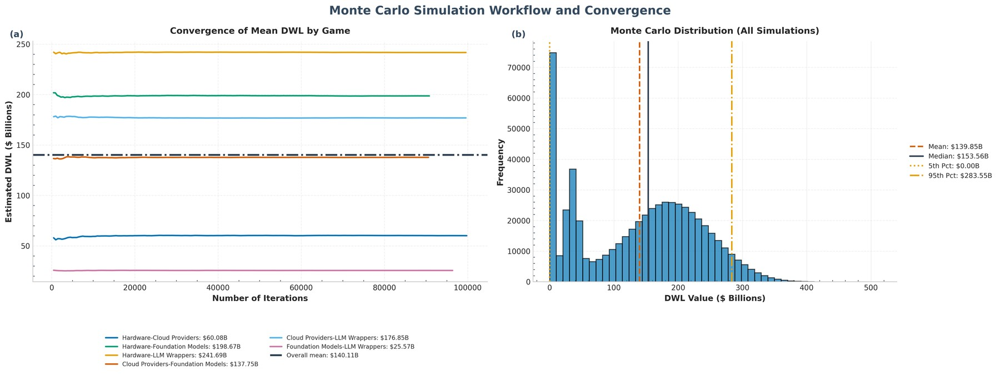 Monte Carlo Simulation Workflow and Convergence
(a)
Convergence of Mean DWL by Game
Estimated DWL ($ Billions)
250
200
150
100
50
0
20000
40000
60000
80000
100000
Number of Iterations
Hardware-Cloud Providers: $60.08B
Hardware-Foundation Models: $198.67B
Hardware-LLM Wrappers: $241.69B
Cloud Providers-Foundation Models: $137.75B
Cloud Providers-LLM Wrappers: $176.85B
Foundation Models-LLM Wrappers: $25.57B
Overall mean: $140.11B
(b)
Monte Carlo Distribution (All Simulations)
Frequency
70000
60000
50000
40000
30000
20000
10000
0
0
100
200
300
400
500
DWL Value ($ Billions)
Mean: $139.85B
Median: $153.56B
5th Pct: $0.00B
95th Pct: $283.55B